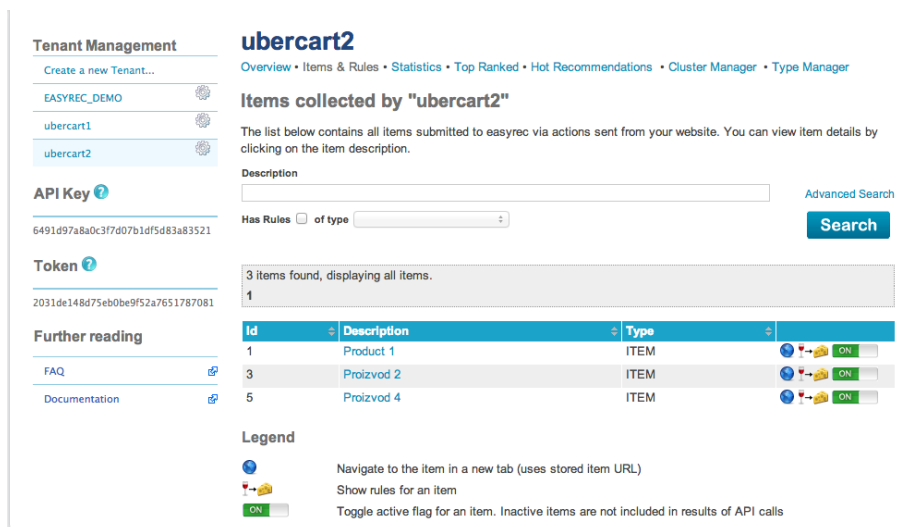 Tenant Management
Create a new Tenant...
EASYREC_DEMO
ubercart1
ubercart2
API Key ?
6491d97a8a0c3f7d07b1df5d83a83521
Token ?
2031de148d75eb0be9f52a7651787081
Further reading
FAQ
Documentation
ubercart2
Overview • Items & Rules • Statistics • Top Ranked • Hot Recommendations • Cluster Manager • Type Manager
Items collected by "ubercart2"
The list below contains all items submitted to easyrec via actions sent from your website. You can view item details by
clicking on the item description.
Description
Advanced Search
Has Rules of type
Search
3 items found, displaying all items.
1
Id Description Type
1 Product 1 ITEM ON
3 Proizvod 2 ITEM ON
5 Proizvod 4 ITEM ON
Legend
Navigate to the item in a new tab (uses stored item URL)
Show rules for an item
ON Toggle active flag for an item. Inactive items are not included in results of API calls